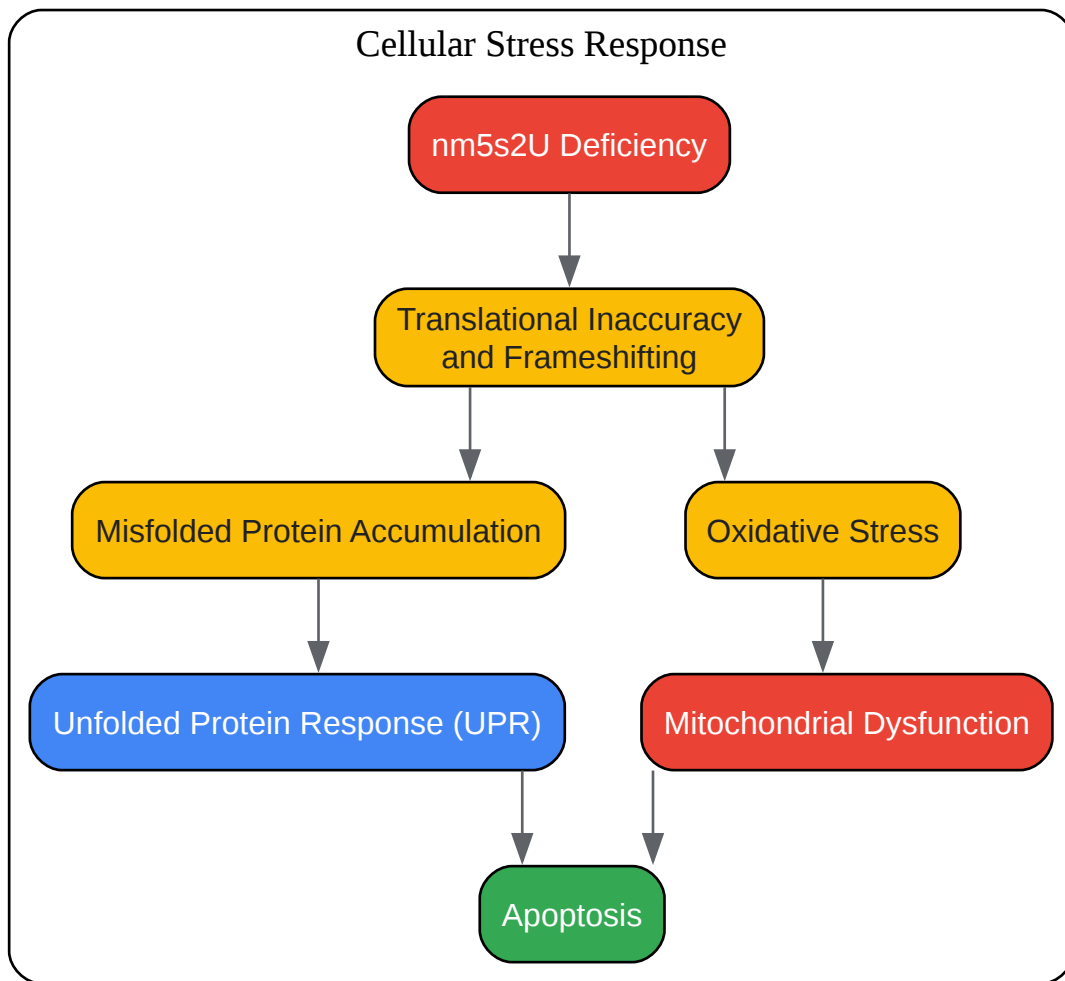 Cellular Stress Response
nm5s2U Deficiency
Translational Inaccuracy
and Frameshifting
Misfolded Protein Accumulation
Oxidative Stress
Unfolded Protein Response (UPR)
Mitochondrial Dysfunction
Apoptosis